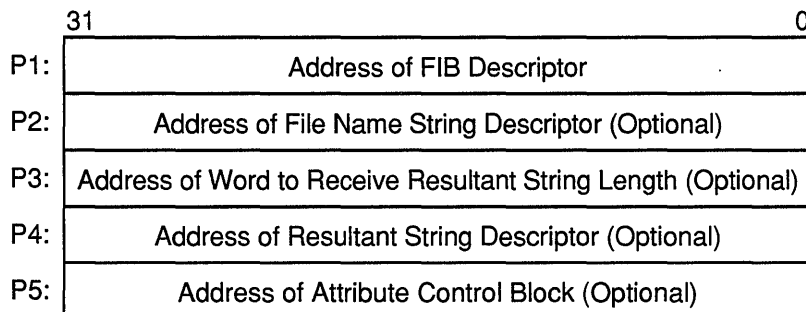 31 0
P1: Address of FIB Descriptor
P2: Address of File Name String Descriptor (Optional)
P3: Address of Word to Receive Resultant String Length (Optional)
P4: Address of Resultant String Descriptor (Optional)
P5: Address of Attribute Control Block (Optional)